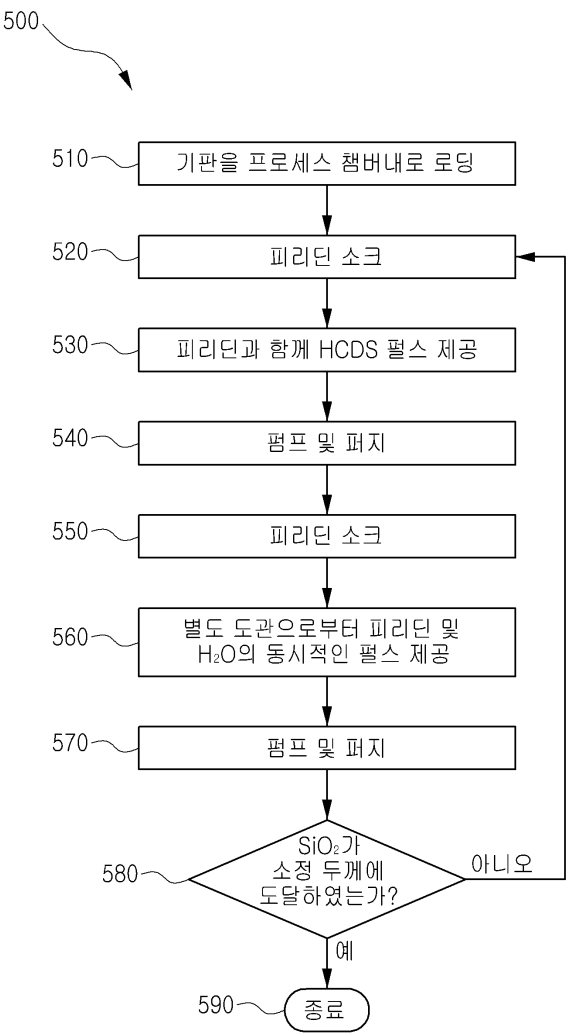 500
510
기판을 프로세스 챔버내로 로딩
520
피리딘 소크
530
피리딘과 함께 HCDS 펄스 제공
540
펌프 및 퍼지
550
피리딘 소크
560
별도 도관으로부터 피리딘 및
H₂O의 동시적인 펄스 제공
570
펌프 및 퍼지
580
SiO₂가
소정 두께에
도달하였는가?
아니오
예
590
종료